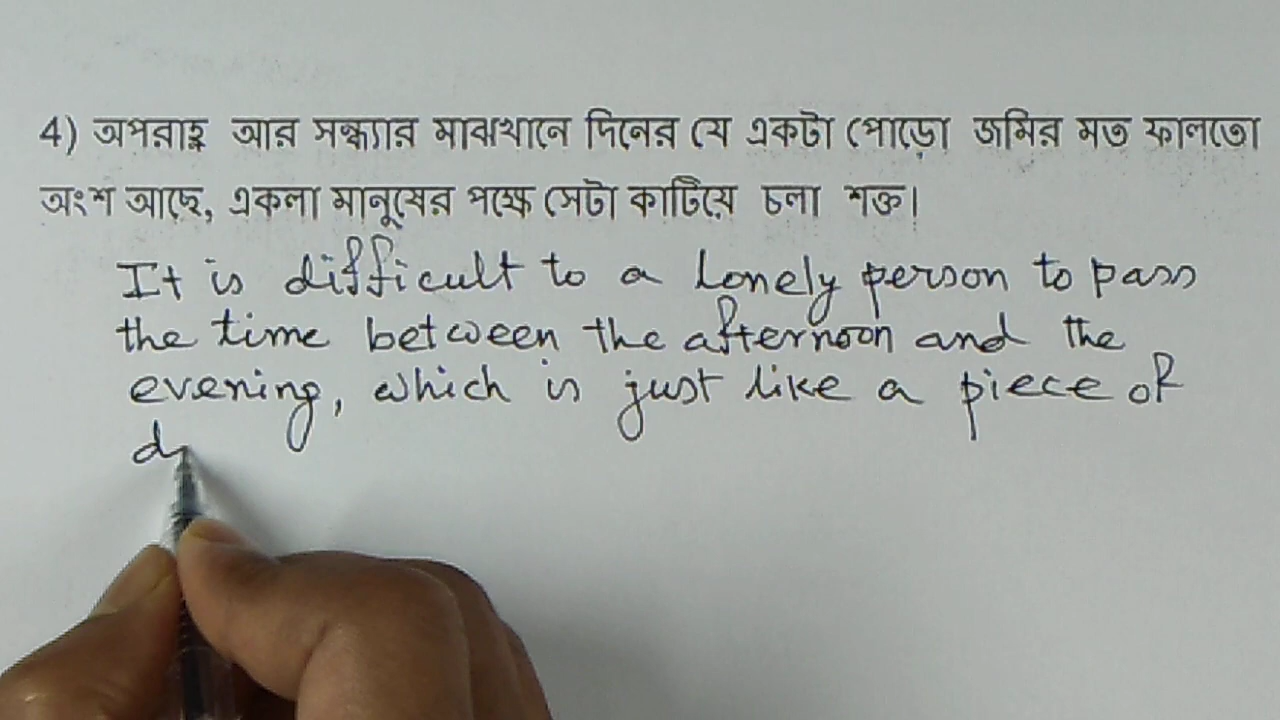 4) অপরাহ্ণ আর সন্ধ্যার মাঝখানে দিনের যে একটা পোড়ো জমির মত ফালতো
অংশ আছে, একলা মানুষের পক্ষে সেটা কাটিয়ে চলা শক্ত।
It is difficult to a lonely person to pass
the time between the afternoon and the
evening, which is just like a piece of